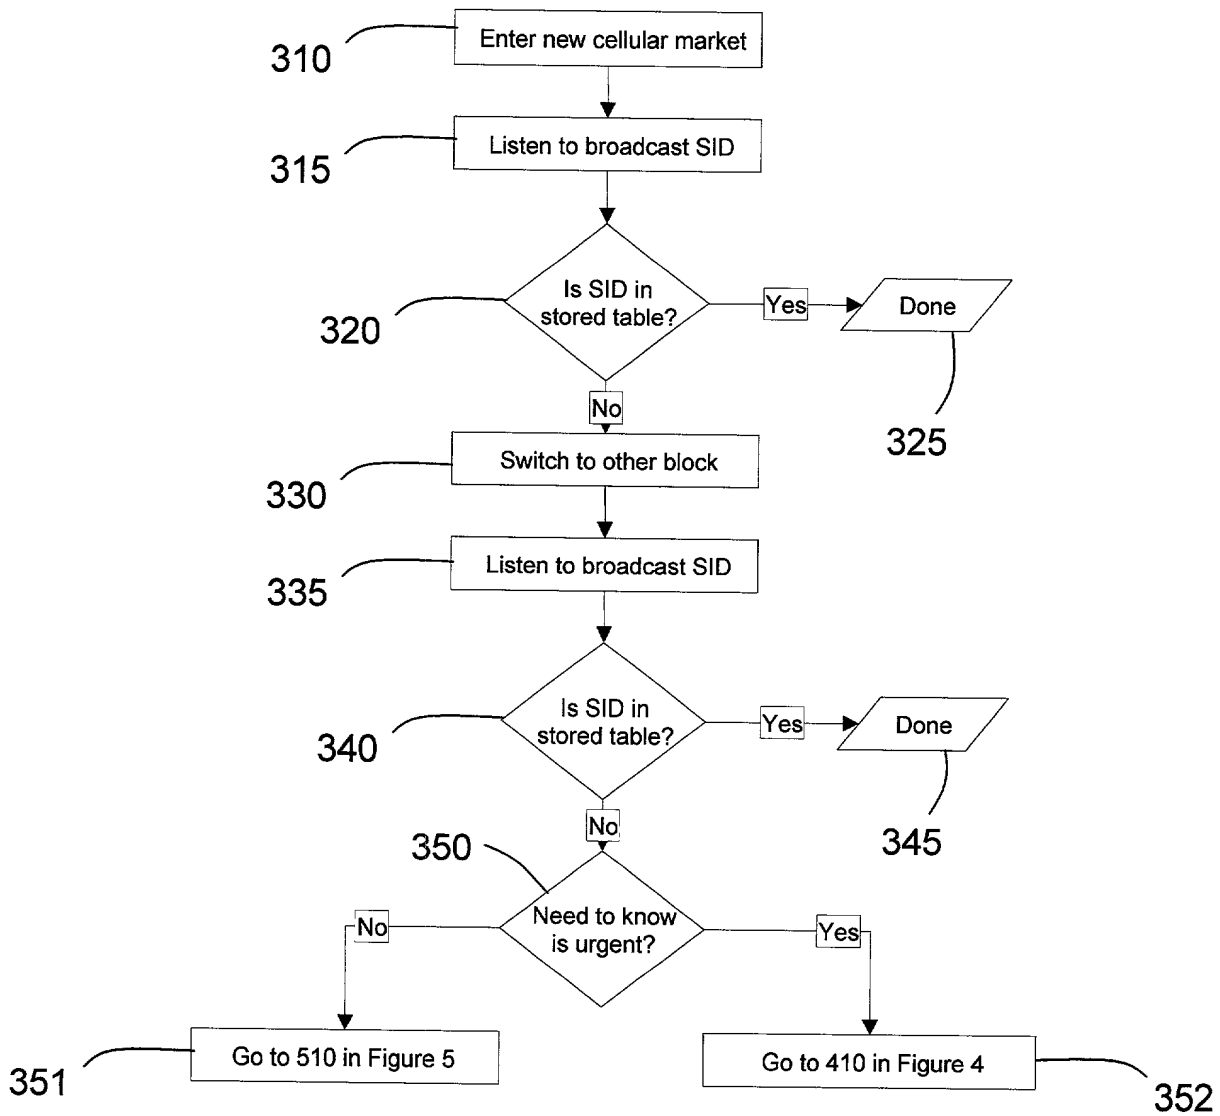 Enter new cellular market
310
Listen to broadcast SID
315
Is SID in
stored table?
Yes
Done
320
No
325
Switch to other block
330
Listen to broadcast SID
335
Is SID in
stored table?
Yes
Done
340
No
345
350
Need to know
is urgent?
No
Yes
Go to 510 in Figure 5
Go to 410 in Figure 4
351
352